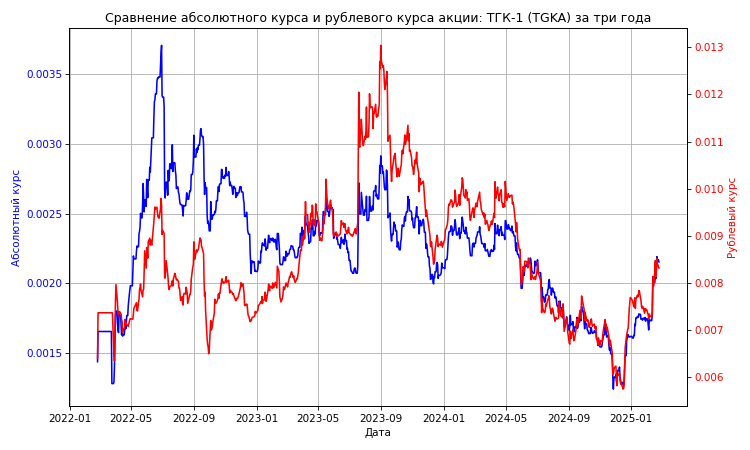 Сравнение абсолютного курса и рублевого курса акции: ТГК-1 (TGKA) за три года
Абсолютный курс
0.0035
0.0030
0.0025
0.0020
0.0015
0.013
0.012
0.011
0.010
0.009
0.008
0.007
0.006
Рублевый курс
2022-01 2022-05 2022-09 2023-01 2023-05 2023-09 2024-01 2024-05 2024-09 2025-01
Дата